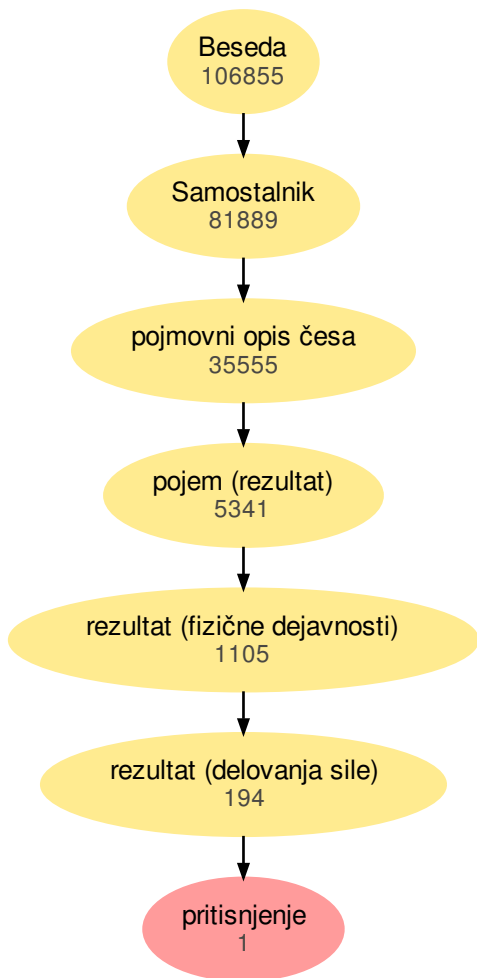 Beseda
106855
Samostalnik
81889
pojmovni opis česa
35555
pojem (rezultat)
5341
rezultat (fizične dejavnosti)
1105
rezultat (delovanja sile)
194
pritisnjenje
1